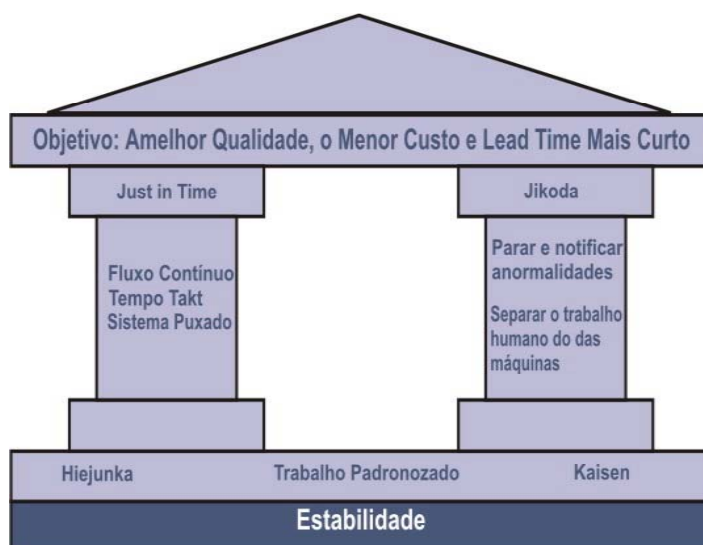 Objetivo: Amelhor Qualidade, o Menor Custo e Lead Time Mais Curto
Just in Time
Jikoda
Fluxo Contínuo
Tempo Takt
Sistema Puxado
Parar e notificar
anormalidades
Separar o trabalho
humano do das
máquinas
Hiejunka
Trabalho Padronozado
Kaisen
Estabilidade